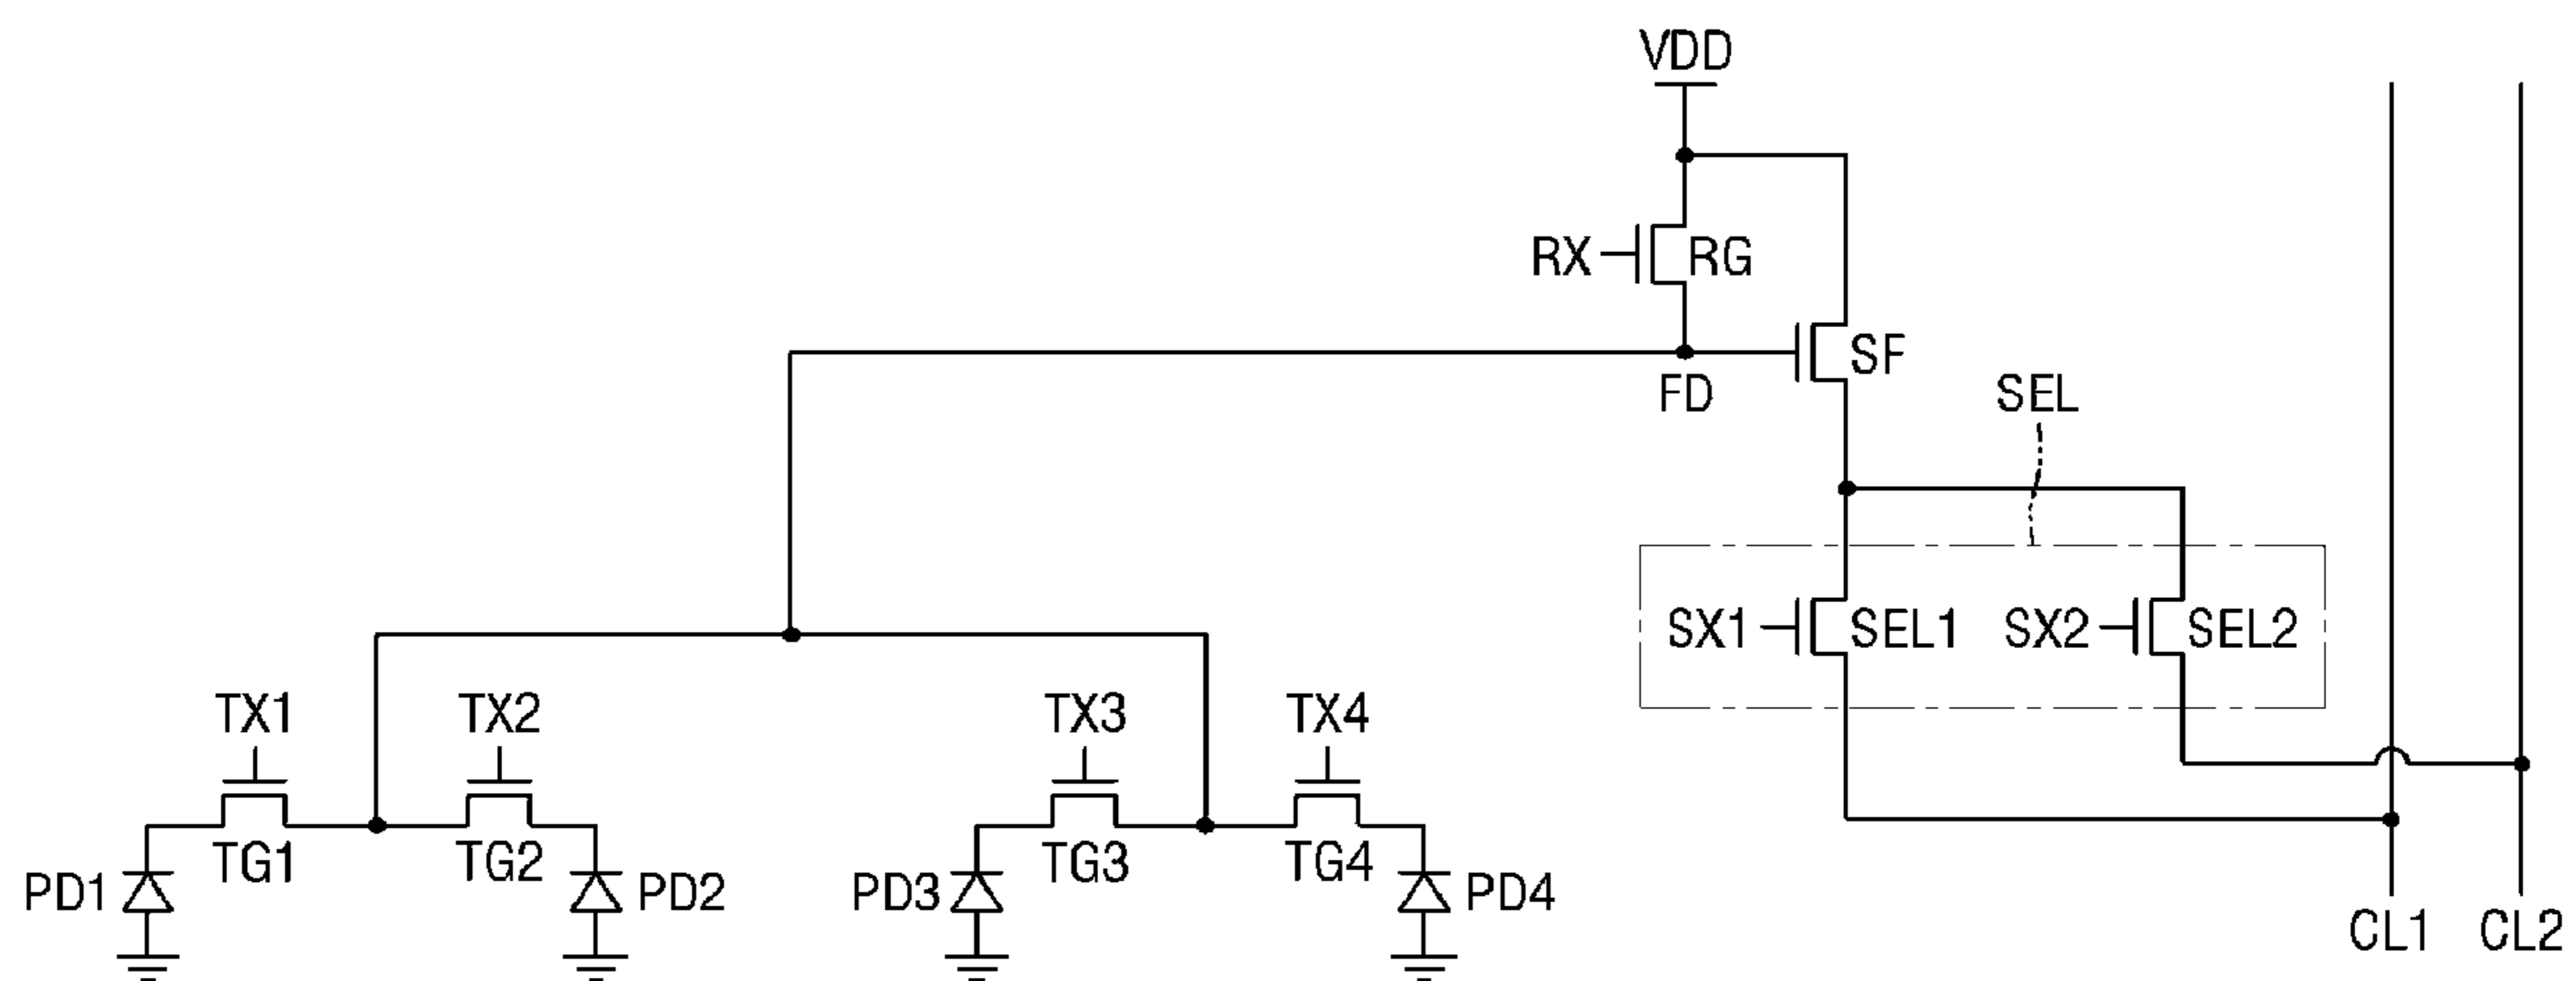 VDD
RX
RG
SF
FD
SEL
SX1
SEL1
SX2
SEL2
TX1
TX2
TX3
TX4
TG1
TG2
TG3
TG4
PD1
PD2
PD3
PD4
CL1
CL2